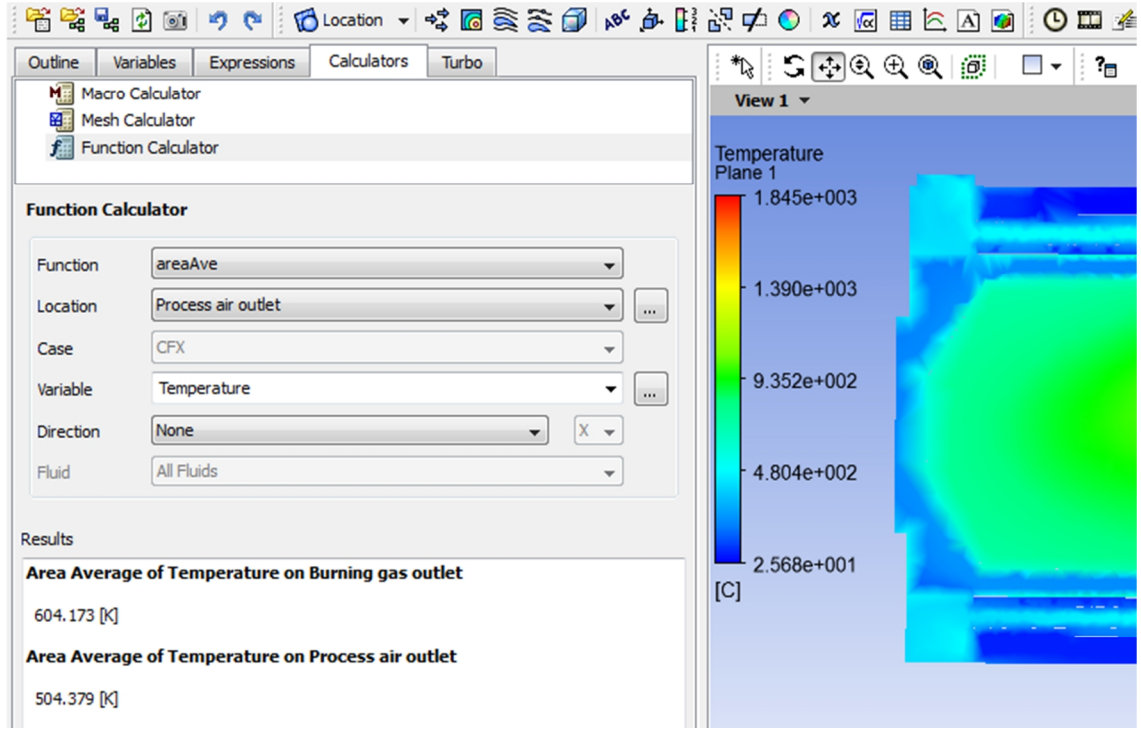 Location
ABC
Outline Variables Expressions Calculators Turbo
Macro Calculator
Mesh Calculator
Function Calculator
Function Calculator
Function areaAve
Location Process air outlet ...
Case CFX
Variable Temperature ...
Direction None X
Fluid All Fluids
Results
Area Average of Temperature on Burning gas outlet
604.173 [K]
Area Average of Temperature on Process air outlet
504.379 [K]
View 1
Temperature
Plane 1
1.845e+003
1.390e+003
9.352e+002
4.804e+002
2.568e+001
[C]